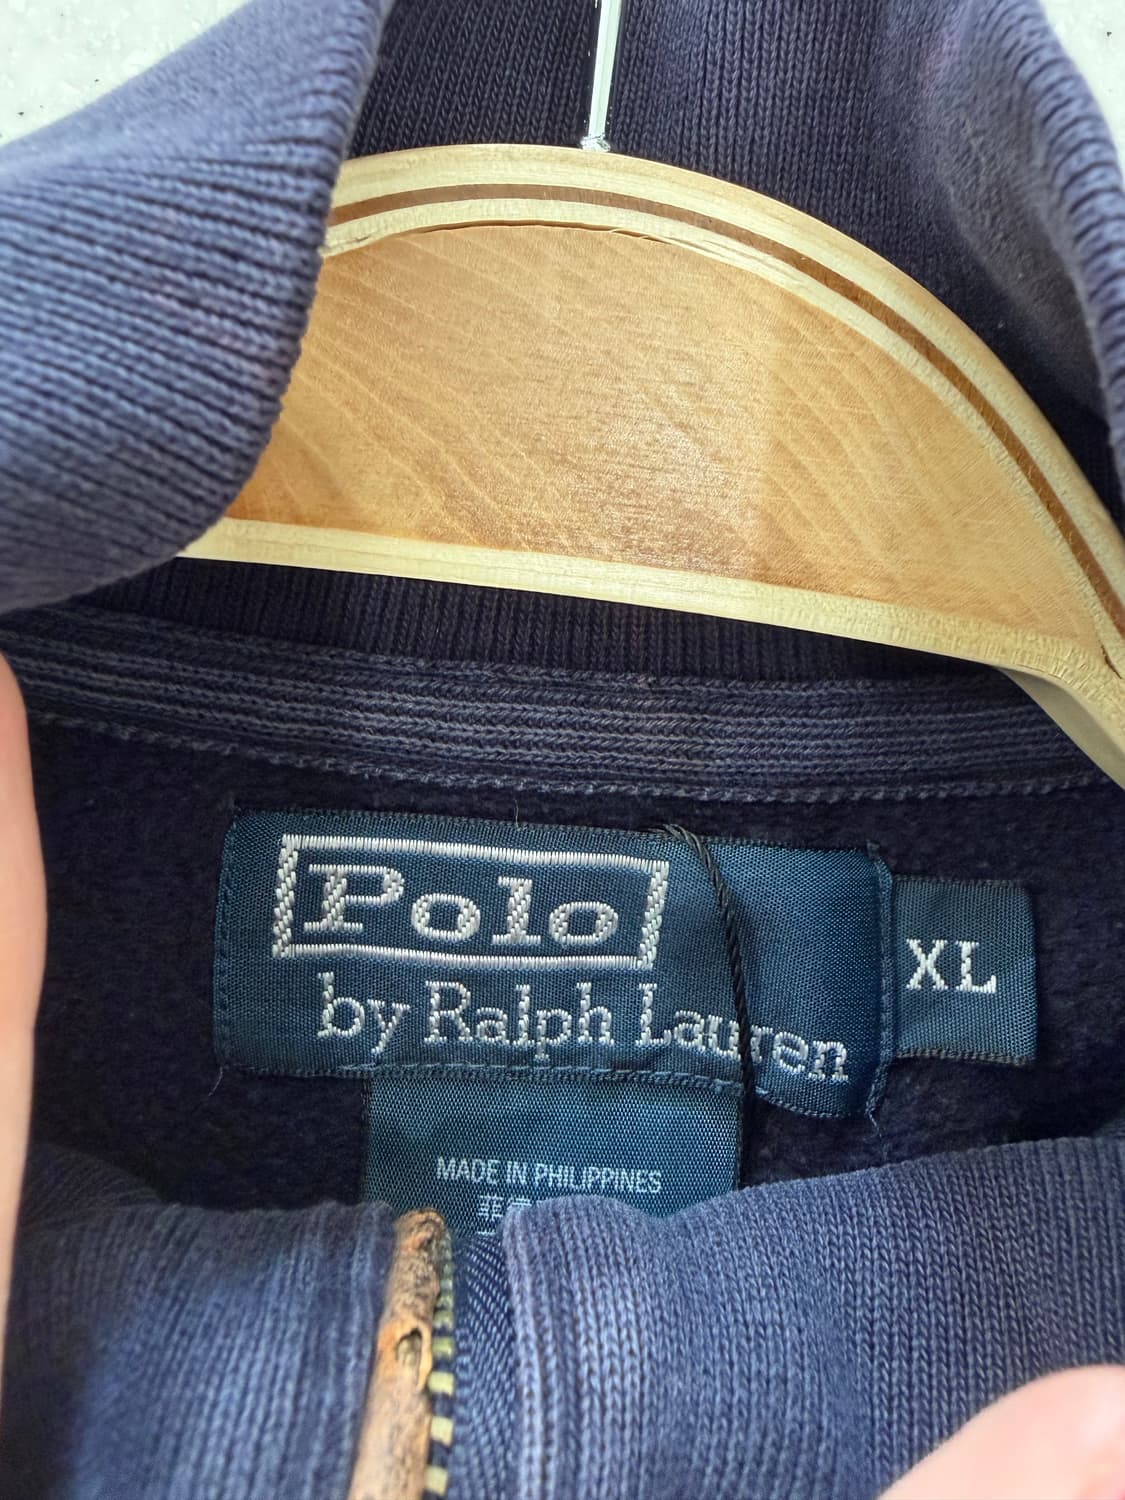 Polo
by Ralph Lauren
XL
MADE IN PHILIPPINES